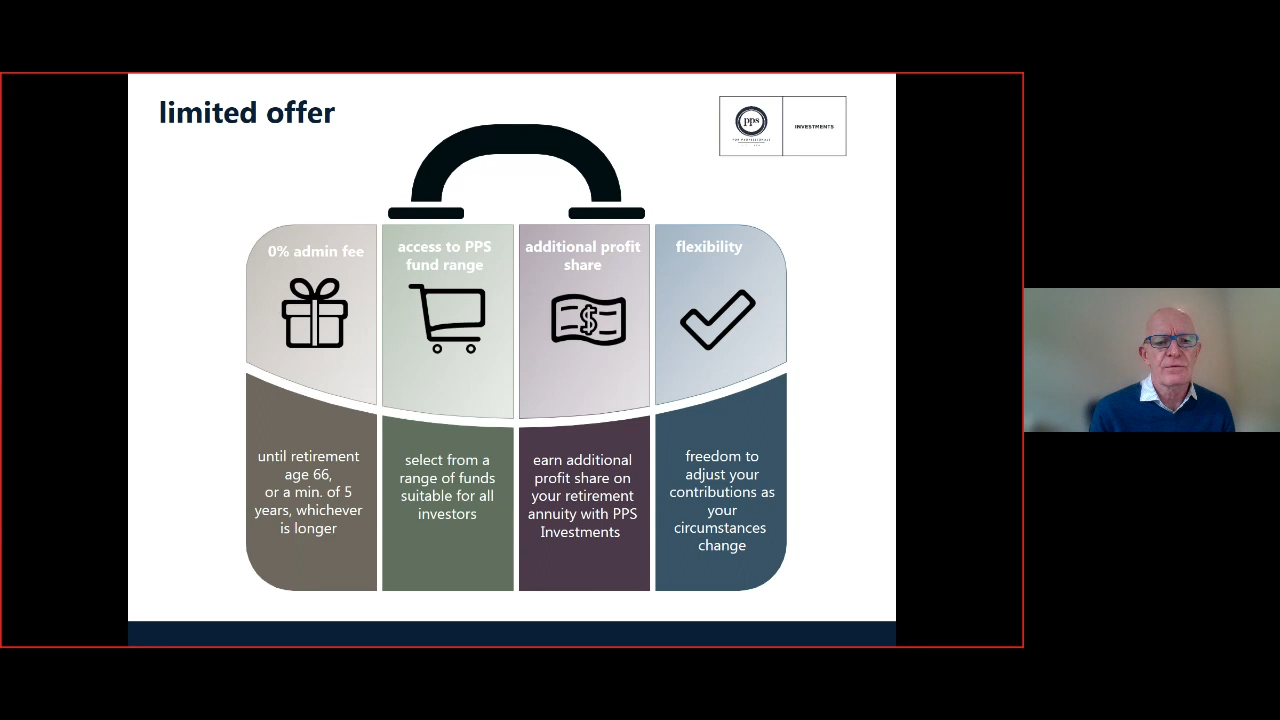 limited offer
pps
INVESTMENTS
0% admin fee
access to PPS
fund range
additional profit
share
flexibility
until retirement
age 66,
or a min. of 5
years, whichever
is longer
select from a
range of funds
suitable for all
investors
earn additional
profit share on
your retirement
annuity with PPS
Investments
freedom to
adjust your
contributions as
your
circumstances
change